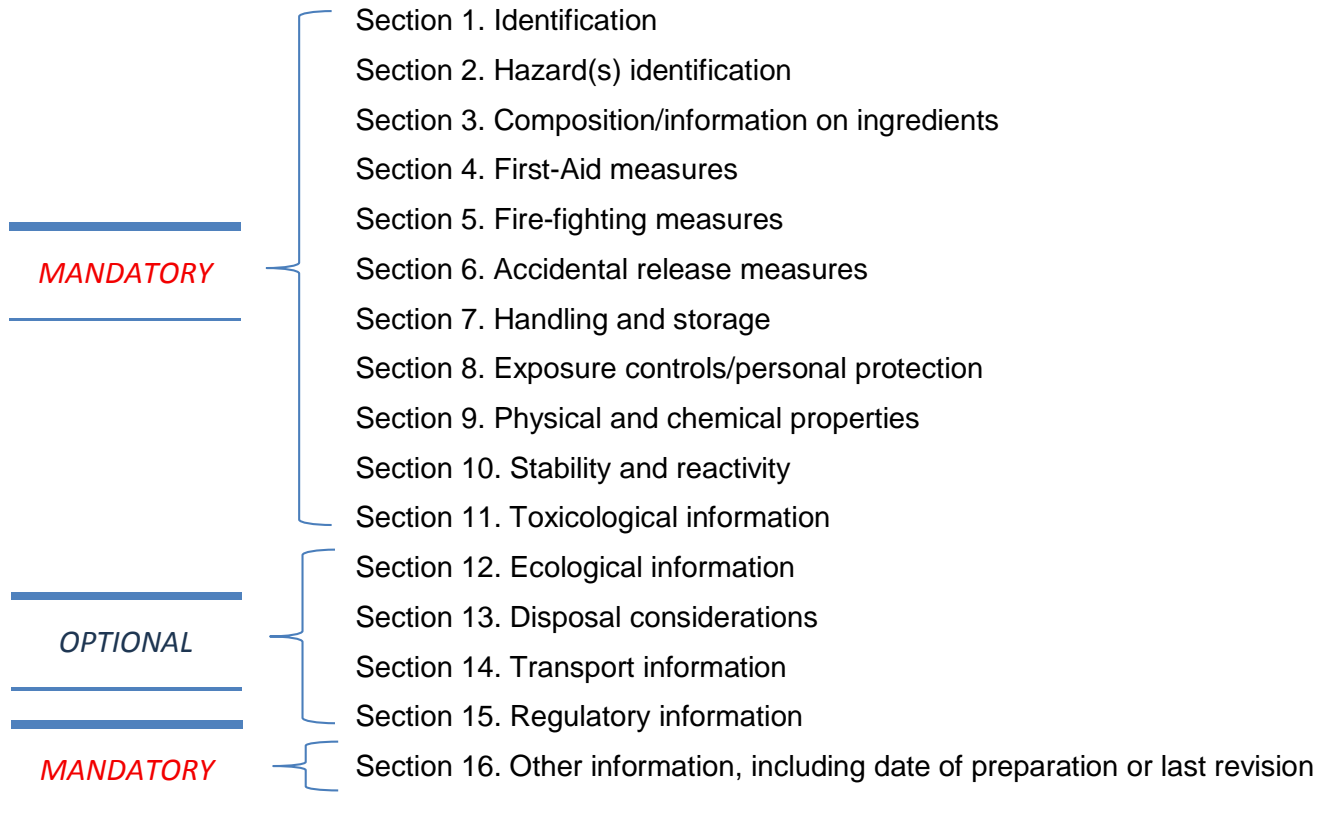 Section 1. Identification
Section 2. Hazard(s) identification
Section 3. Composition/information on ingredients
Section 4. First-Aid measures
Section 5. Fire-fighting measures
MANDATORY
Section 6. Accidental release measures
Section 7. Handling and storage
Section 8. Exposure controls/personal protection
Section 9. Physical and chemical properties
Section 10. Stability and reactivity
Section 11. Toxicological information
Section 12. Ecological information
Section 13. Disposal considerations
OPTIONAL
Section 14. Transport information
Section 15. Regulatory information
MANDATORY
Section 16. Other information, including date of preparation or last revision